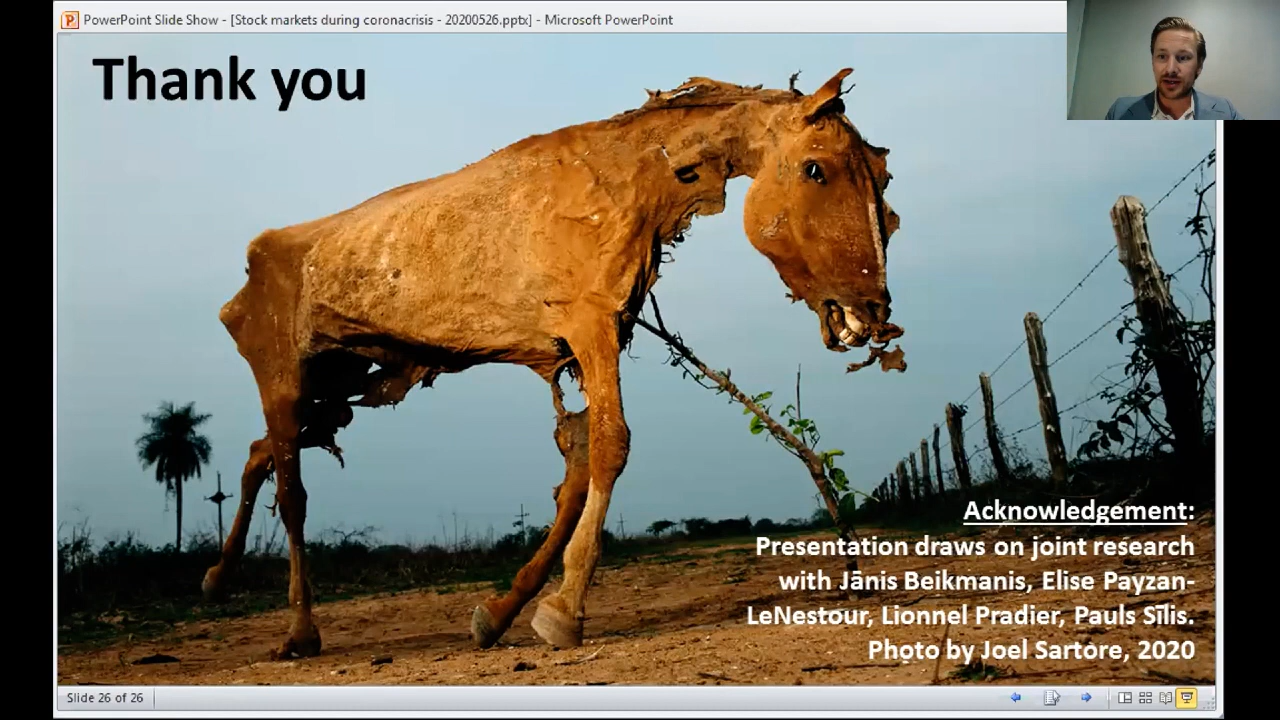 PowerPoint Slide Show - [Stock markets during coronacrisis - 20200526.pptx] - Microsoft PowerPoint
Thank you
Acknowledgement:
Presentation draws on joint research
with Jānis Beikmanis, Elise Payzan-
LeNestour, Lionnel Pradier, Pauls Sīlis.
Photo by Joel Sartore, 2020
Slide 26 of 26